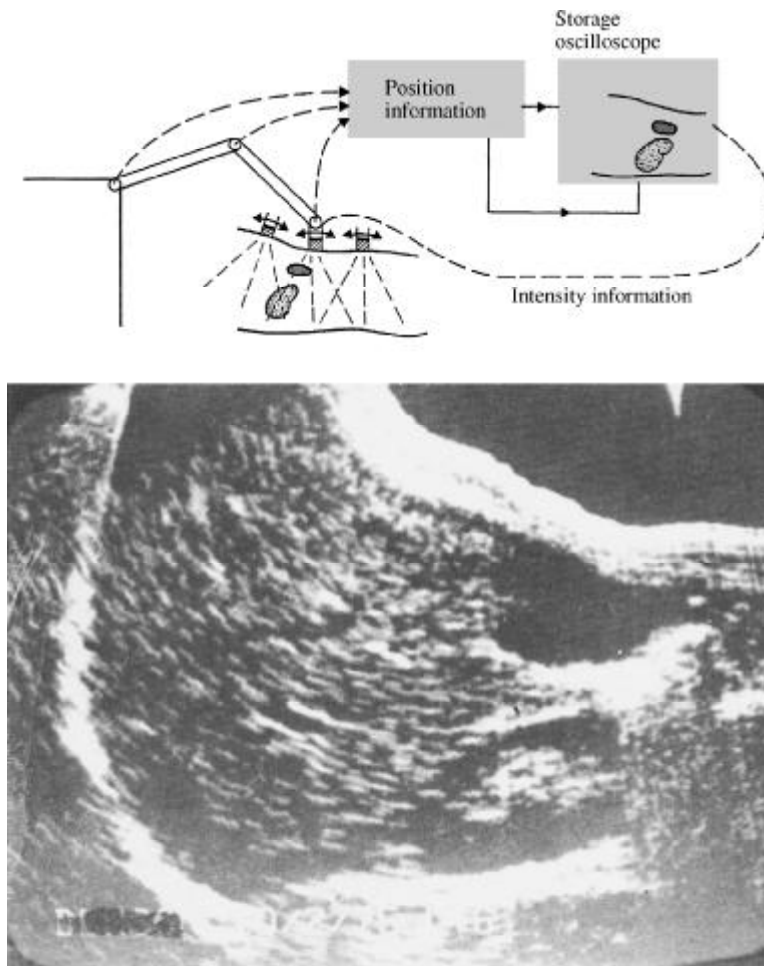 Storage
oscilloscope
Position
information
Intensity information